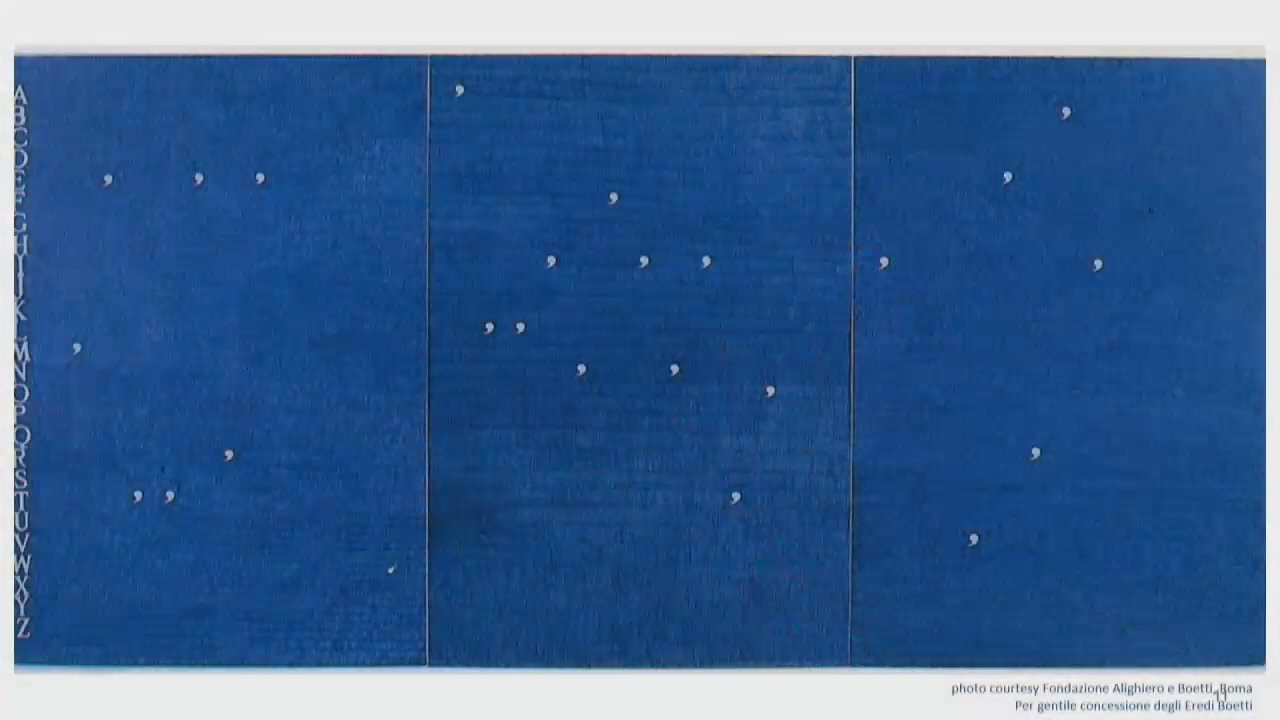 A
B
C
D
E
F
G
H
I
J
K
M
N
O
P
Q
R
S
T
U
V
W
X
Y
Z
, , , , , , , , , , , , , , , , , , , , , , ,
photo courtesy Fondazione Alighiero e Boetti, Roma
Per gentile concessione degli Eredi Boetti